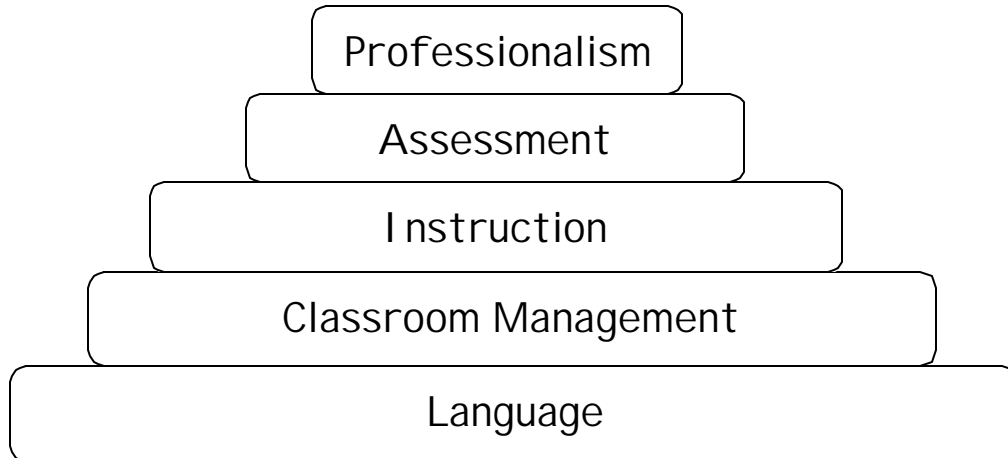 Professionalism
Assessment
Instruction
Classroom Management
Language